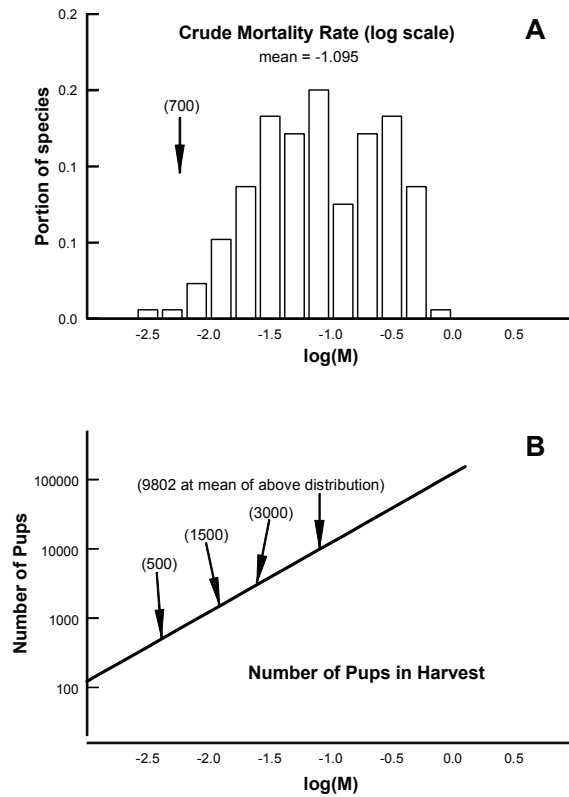 Crude Mortality Rate (log scale)
A
mean = -1.095
0.2
0.2
(700)
0.1
0.1
0.0
Portion of species
-2.5 -2.0 -1.5 -1.0 -0.5 0.0 0.5
log(M)
B
(9802 at mean of above distribution)
(3000)
(1500)
(500)
100000
10000
1000
100
Number of Pups
Number of Pups in Harvest
-2.5 -2.0 -1.5 -1.0 -0.5 0.0 0.5
log(M)